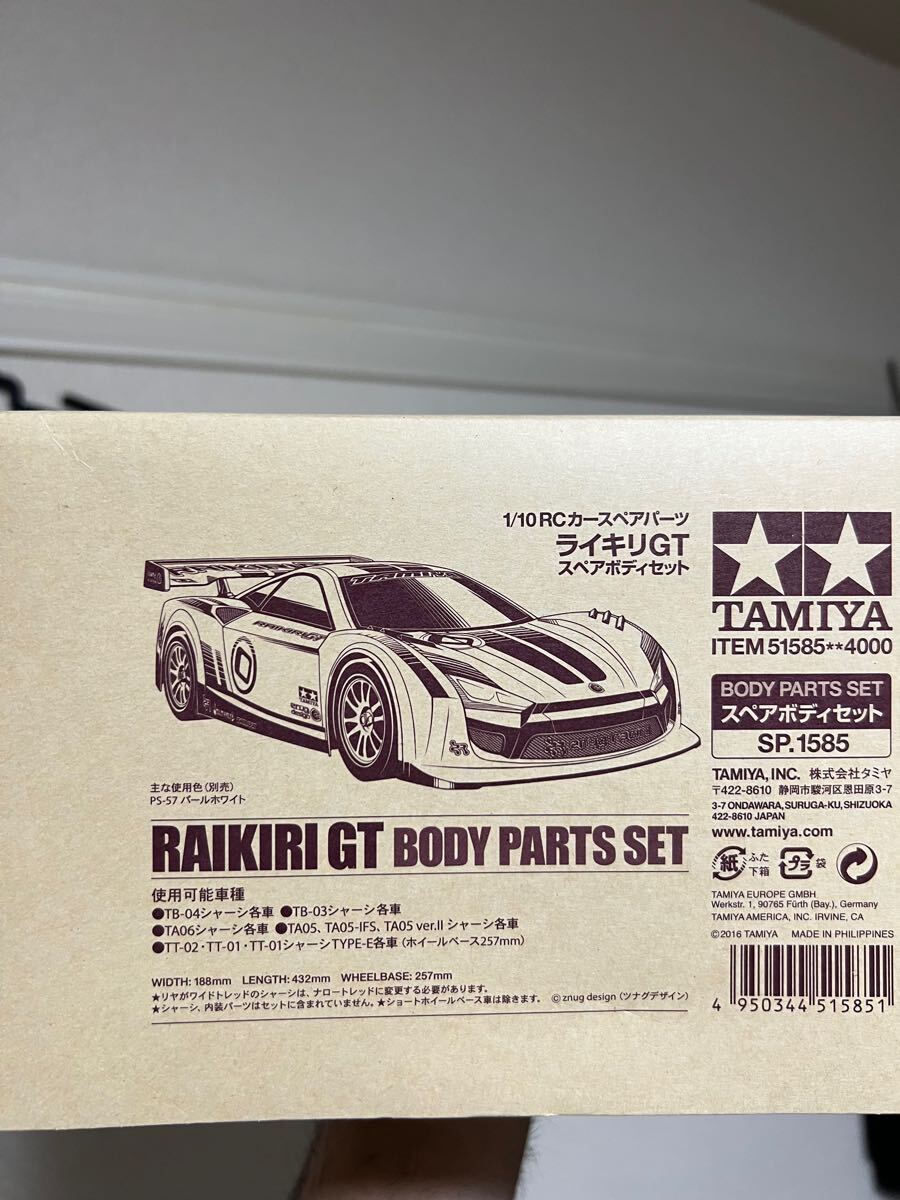 1/10 RCカースペアパーツ
ライキリGT
スペアボディセット
TAMIYA
ITEM 51585**4000
BODY PARTS SET
スペアボディセット
SP.1585
TAMIYA, INC. 株式会社タミヤ
〒422-8610 静岡市駿河区恩田原3-7
3-7 ONDAWARA, SURUGA-KU, SHIZUOKA
422-8610 JAPAN
www.tamiya.com
紙 ふた
下箱
プラ 袋
TAMIYA EUROPE GMBH
Werkstr. 1, 90765 Fürth (Bay.), Germany
TAMIYA AMERICA, INC. IRVINE, CA
©2016 TAMIYA MADE IN PHILIPPINES
4 950344 515851
RAIKIRI
TAMIYA
RAIKIRI GT
TAMIYA
znug
design
主な使用色(別売)
PS-57 パールホワイト
RAIKIRI GT BODY PARTS SET
使用可能車種
●TB-04シャーシ各車 ●TB-03シャーシ各車
●TA06シャーシ各車 ●TA05、TA05-IFS、TA05 ver.II シャーシ各車
●TT-02・TT-01・TT-01シャーシTYPE-E各車(ホイールベース257mm)
WIDTH: 188mm LENGTH: 432mm WHEELBASE: 257mm
★リヤがワイドトレッドのシャーシは、ナロートレッドに変更する必要があります。
★シャーシ、内装パーツはセットに含まれていません。★ショートホイールベース車は除きます。 ©znug design (ツナグデザイン)